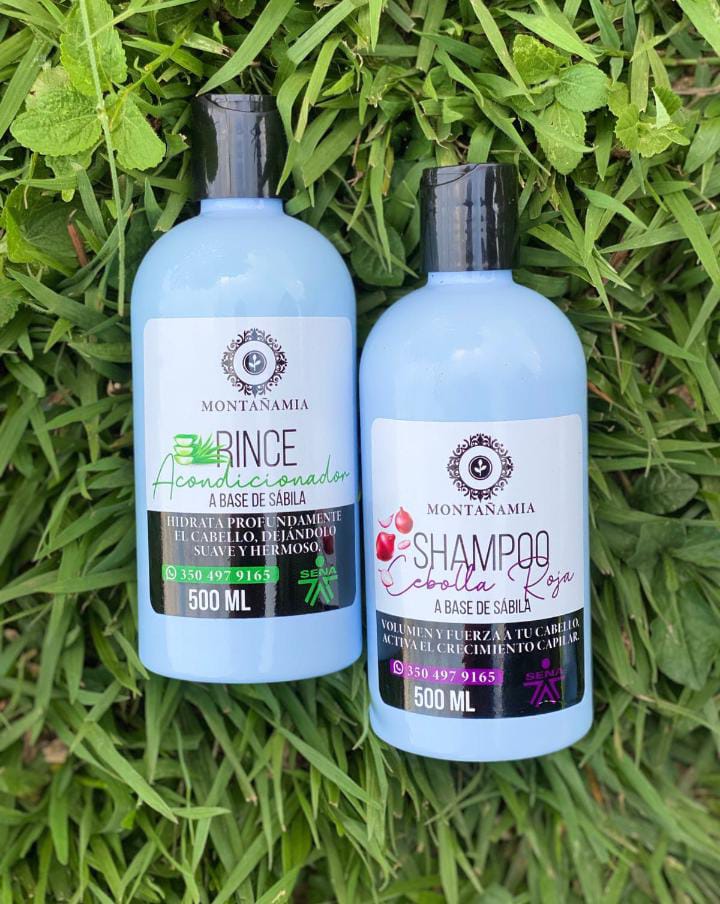 MONTAÑAMIA
RINCE
Acondicionador
A BASE DE SÁBILA
HIDRATA PROFUNDAMENTE
EL CABELLO, DEJÁNDOLO
SUAVE Y HERMOSO.
350 497 9165
SENA
500 ML
MONTAÑAMIA
SHAMPOO
Cebolla Roja
A BASE DE SÁBILA
VOLUMEN Y FUERZA A TU CABELLO,
ACTIVA EL CRECIMIENTO CAPILAR.
350 497 9165
SENA
500 ML